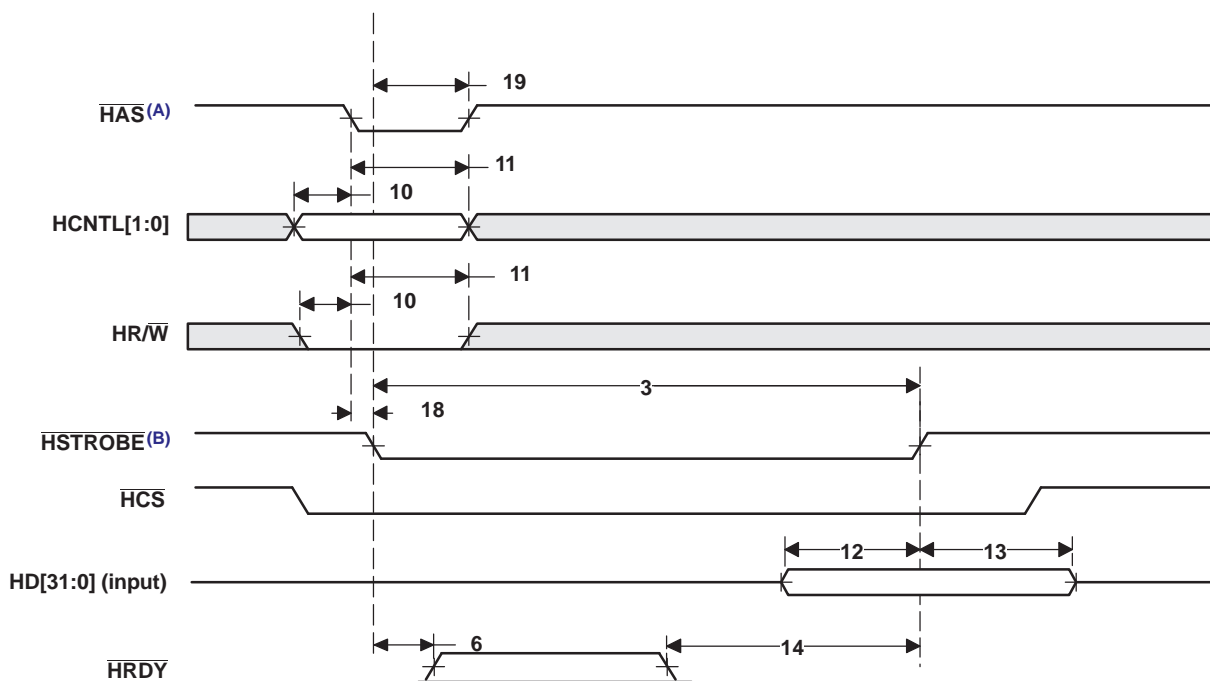 19
HAS(A)
11
10
HCNTL[1:0]
11
10
HR/W
3
18
HSTROBE(B)
HCS
12
13
HD[31:0] (input)
6
14
HRDY